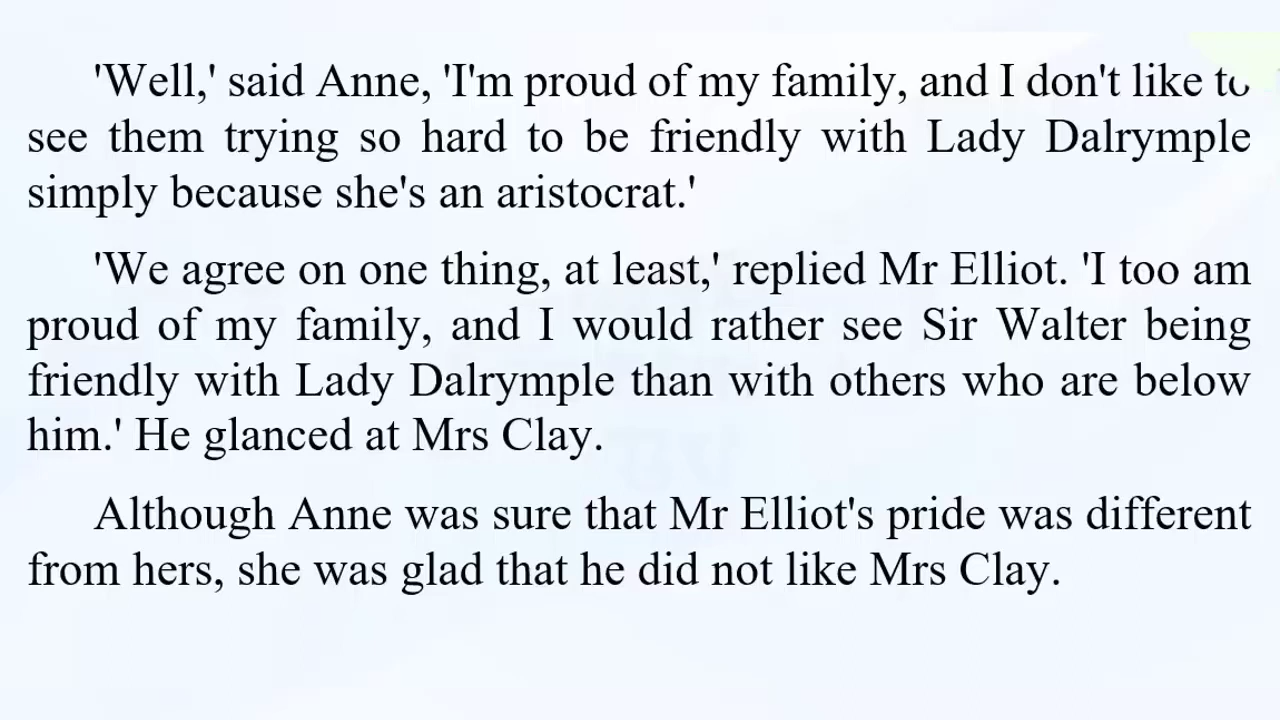 'Well,' said Anne, 'I'm proud of my family, and I don't like to
see them trying so hard to be friendly with Lady Dalrymple
simply because she's an aristocrat.'
'We agree on one thing, at least,' replied Mr Elliot. 'I too am
proud of my family, and I would rather see Sir Walter being
friendly with Lady Dalrymple than with others who are below
him.' He glanced at Mrs Clay.
Although Anne was sure that Mr Elliot's pride was different
from hers, she was glad that he did not like Mrs Clay.